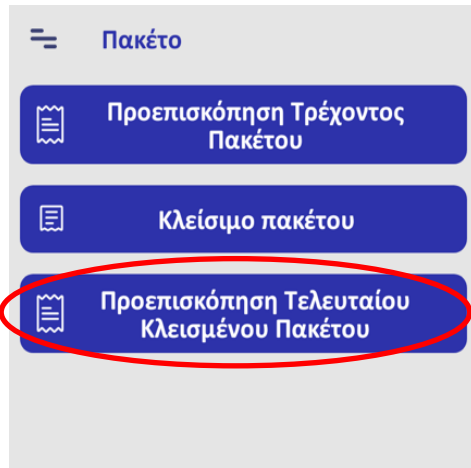 Πακέτο
Προεπισκόπηση Τρέχοντος
Πακέτου
Κλείσιμο πακέτου
Προεπισκόπηση Τελευταίου
Κλεισμένου Πακέτου